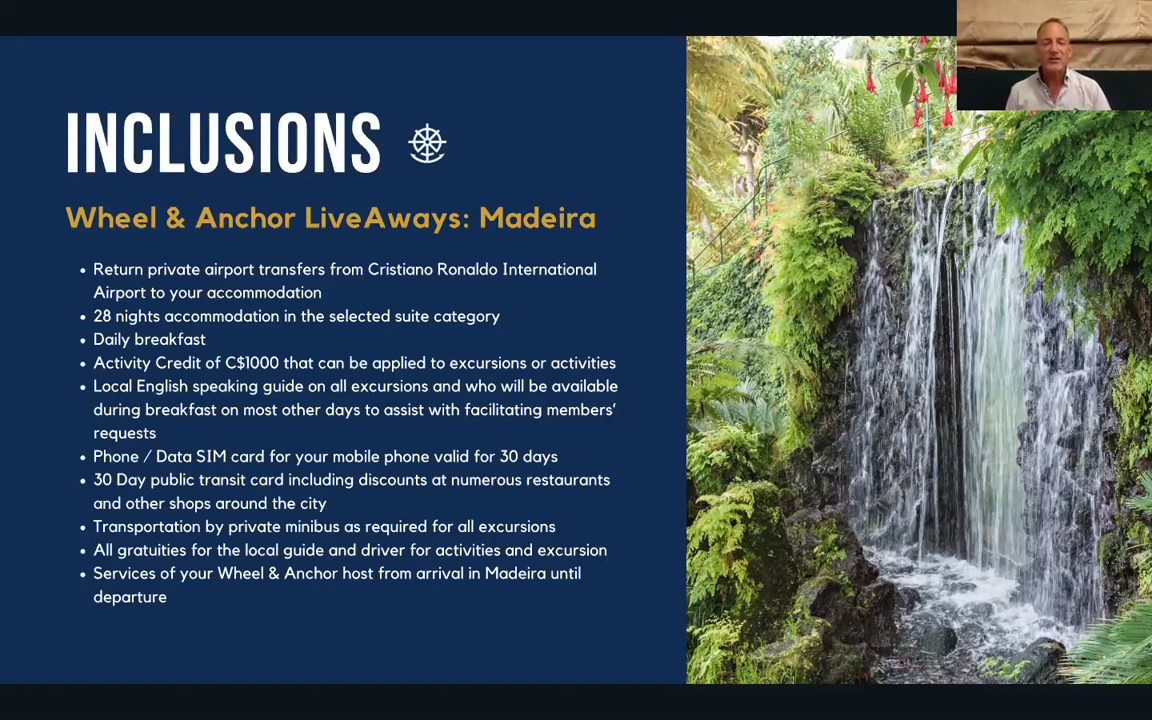 INCLUSIONS
Wheel & Anchor LiveAways: Madeira
• Return private airport transfers from Cristiano Ronaldo International
Airport to your accommodation
• 28 nights accommodation in the selected suite category
• Daily breakfast
• Activity Credit of C$1000 that can be applied to excursions or activities
• Local English speaking guide on all excursions and who will be available
during breakfast on most other days to assist with facilitating members'
requests
• Phone / Data SIM card for your mobile phone valid for 30 days
• 30 Day public transit card including discounts at numerous restaurants
and other shops around the city
• Transportation by private minibus as required for all excursions
• All gratuities for the local guide and driver for activities and excursion
• Services of your Wheel & Anchor host from arrival in Madeira until
departure